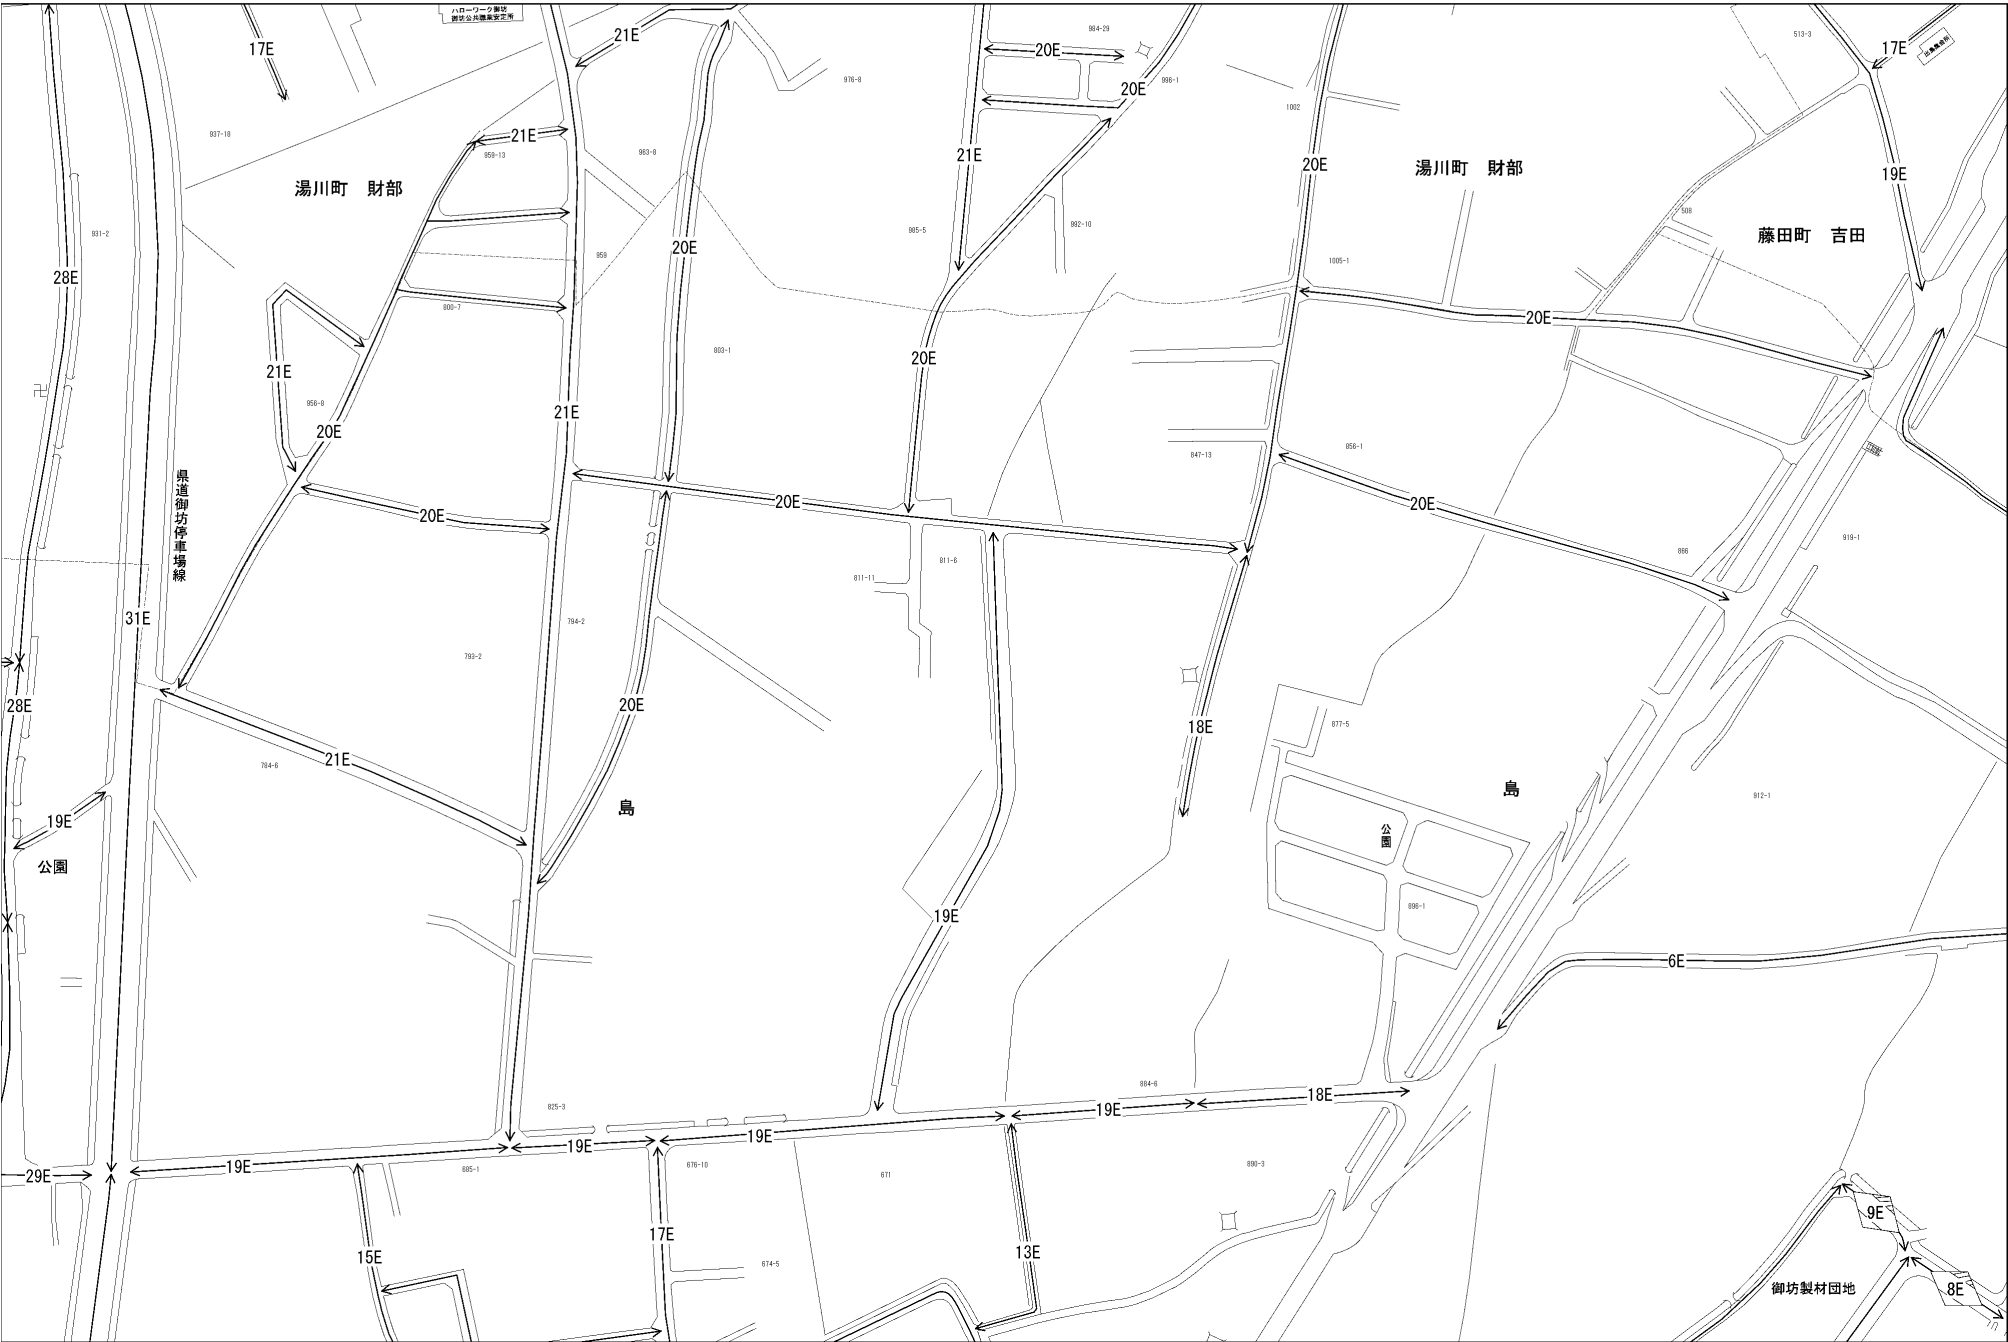 ハローワーク御坊
御坊公共職業安定所
21E
17E
20E
984-29
513-3
17E
976-8
996-1
20E
1002
937-18
21E
959-13
963-8
21E
20E
湯川町 財部
湯川町 財部
19E
508
992-10
931-2
985-5
藤田町 吉田
20E
959
1005-1
28E
800-7
20E
803-1
20E
21E
956-8
21E
20E
856-1
847-13
県道御坊停車場線
20E
20E
20E
919-1
866
811-6
811-11
31E
794-2
793-2
28E
20E
18E
877-5
21E
784-6
島
島
912-1
19E
公園
公園
896-1
19E
6E
825-3
884-6
18E
19E
19E
19E
19E
685-1
676-10
671
890-3
29E
17E
15E
13E
674-5
9E
御坊製材団地
8E